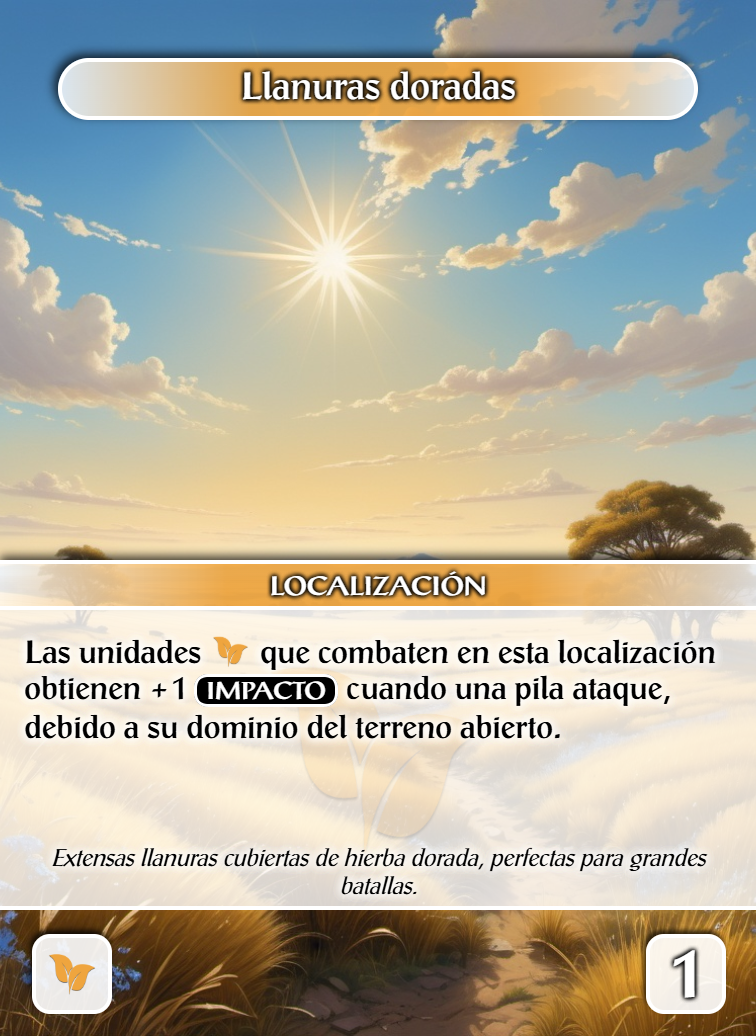 Llanuras doradas
LOCALIZACIÓN
Las unidades que combaten en esta localización
obtienen +1 IMPACTO cuando una pila ataque,
debido a su dominio del terreno abierto.
Extensas llanuras cubiertas de hierba dorada, perfectas para grandes
batallas.
1